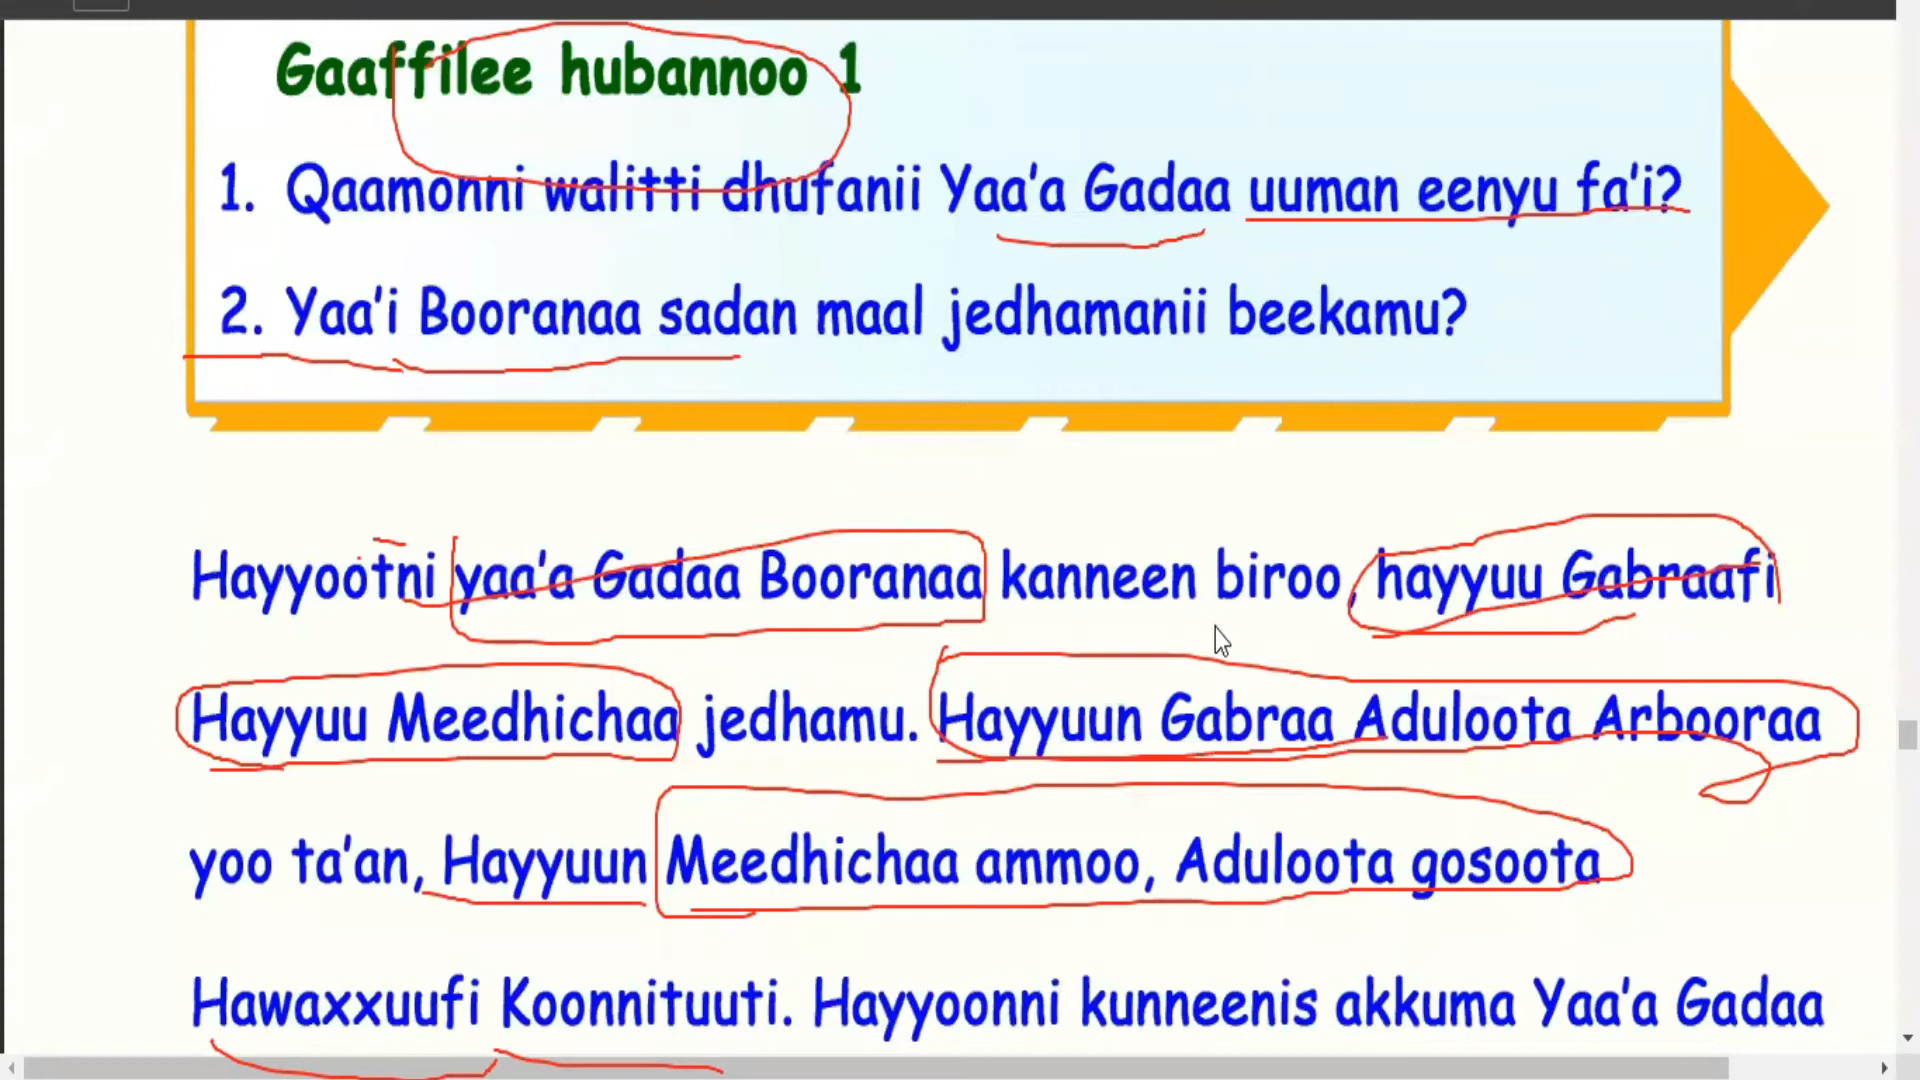 Gaaffilee hubannoo 1
1. Qaamonni walitti dhufanii Yaa'a Gadaa uuman eenyu fa'i?
2. Yaa'i Booranaa sadan maal jedhamanii beekamu?
Hayyootni yaa'a Gadaa Booranaa kanneen biroo, hayyuu Gabraafi
Hayyuu Meedhichaa jedhamu. Hayyuun Gabraa Aduloota Arbooraa
yoo ta'an, Hayyuun Meedhichaa ammoo, Aduloota gosoota
Hawaxxuufi Koonnituuti. Hayyoonni kunneenis akkuma Yaa'a Gadaa